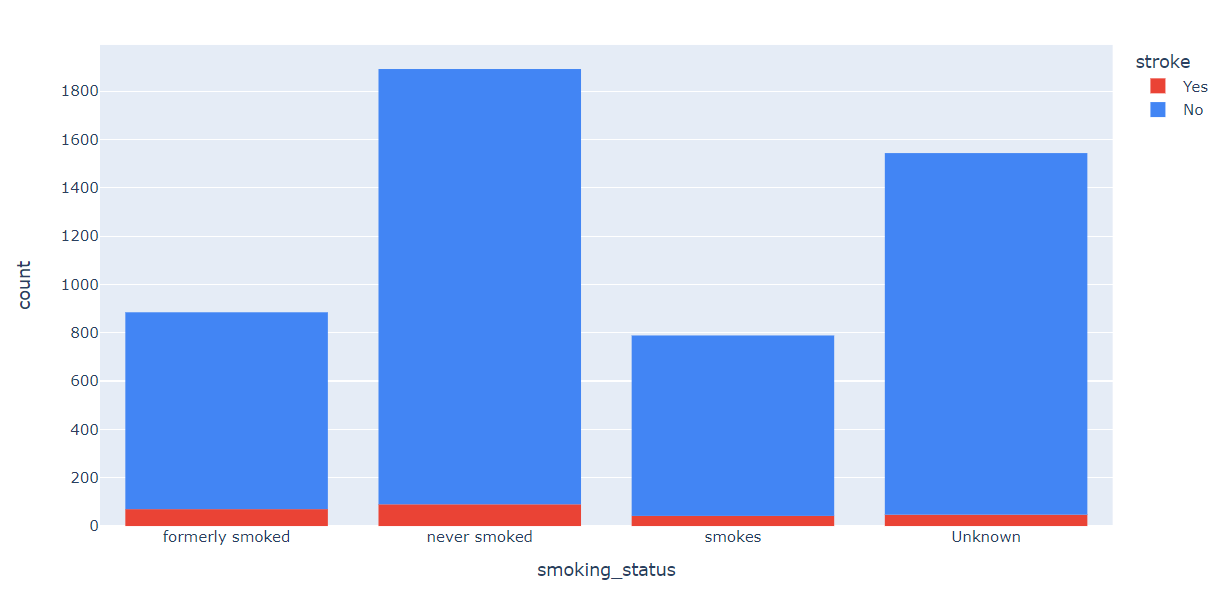 stroke
Yes
No
1800
1600
1400
1200
1000
800
600
400
200
0
count
formerly smoked
never smoked
smokes
Unknown
smoking_status